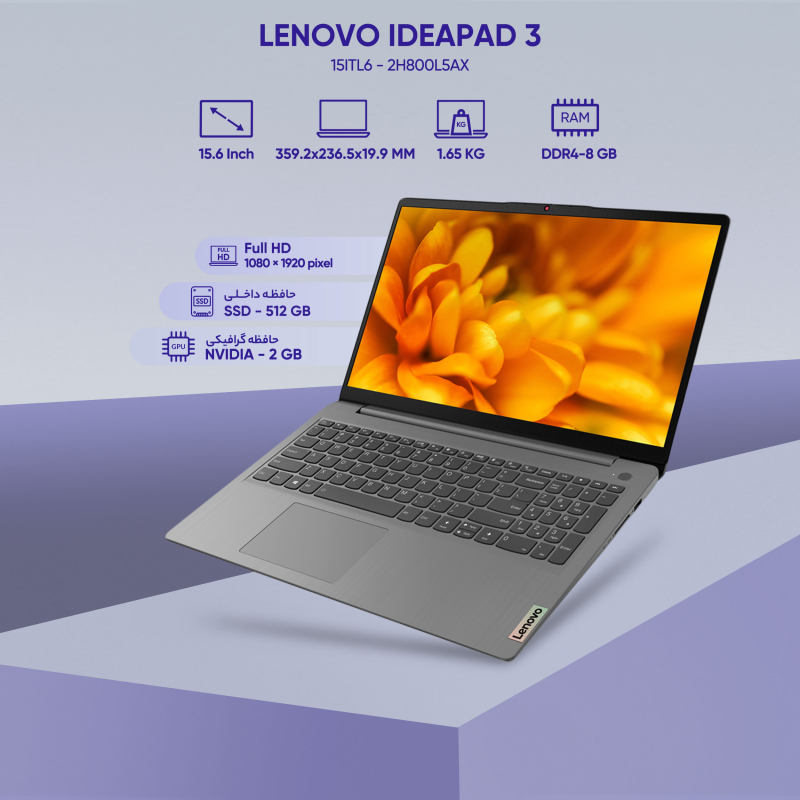 LENOVO IDEAPAD 3
15ITL6 - 2H800L5AX
KG
RAM
15.6 Inch
359.2x236.5x19.9 MM
1.65 KG
DDR4-8 GB
FULL
HD
Full HD
1080 × 1920 pixel
SSD
حافظه داخلی
SSD - 512 GB
GPU
حافظه گرافیکی
NVIDIA - 2 GB
Lenovo